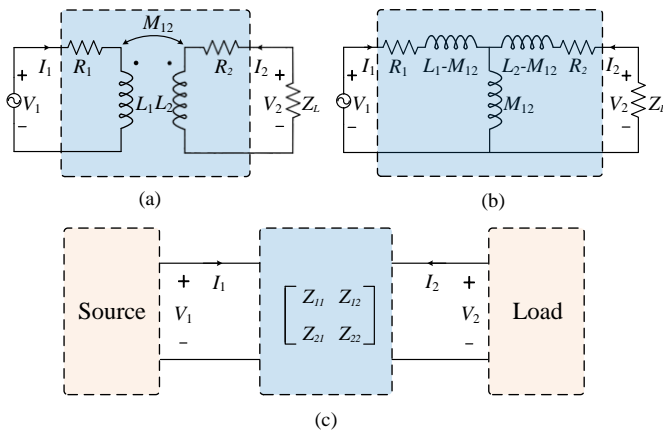 M12
I1 R1 R2 I2
+ V1 − L1 L2 + V2 − ZL
(a)
I1 R1 L1-M12 L2-M12 R2 I2
+ V1 − M12 + V2 −
(b)
Source
I1
+ V1 −
Z11 Z12
Z21 Z22
I2
+ V2 −
Load
(c)